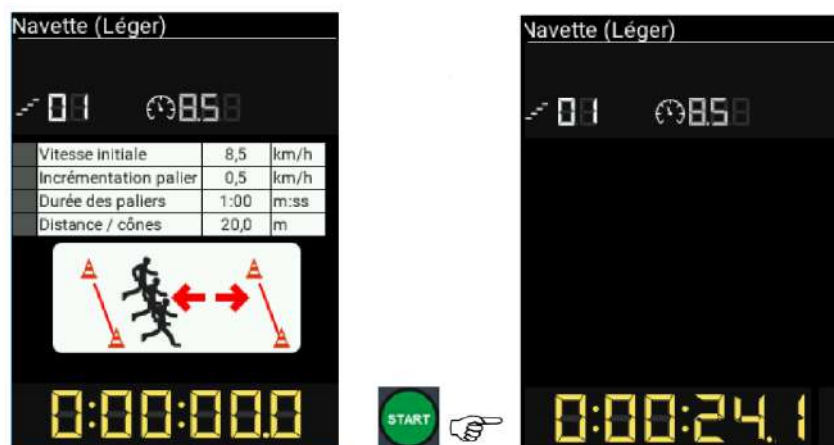 Navette (Léger)
01 8.5
Vitesse initiale 8,5 km/h
Incrémentation palier 0,5 km/h
Durée des paliers 1:00 m:ss
Distance / cônes 20,0 m
0:00:00.0
START
Navette (Léger)
01 8.5
0:00:24.1